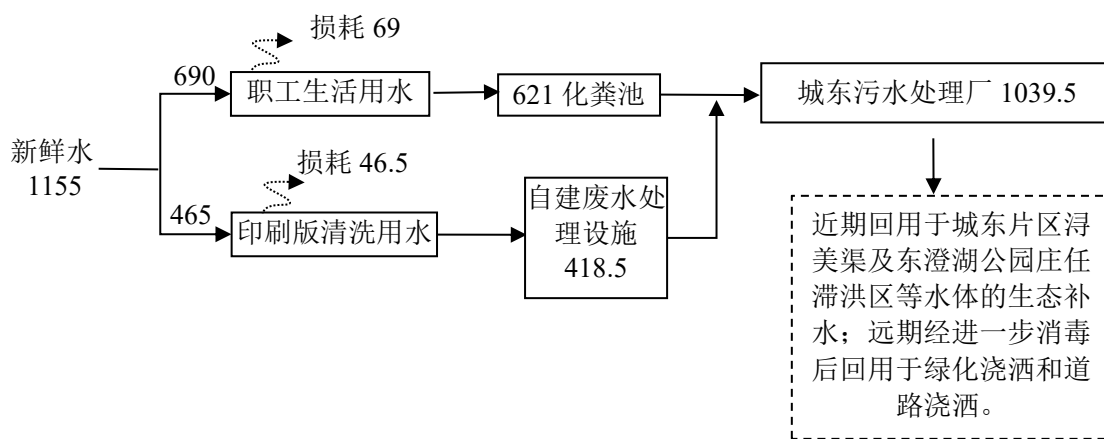 损耗 69
690
职工生活用水
621 化粪池
城东污水处理厂 1039.5
新鲜水
1155
损耗 46.5
465
印刷版清洗用水
自建废水处
理设施
418.5
近期回用于城东片区浔
美渠及东澄湖公园庄任
滞洪区等水体的生态补
水；远期经进一步消毒
后回用于绿化浇洒和道
路浇洒。